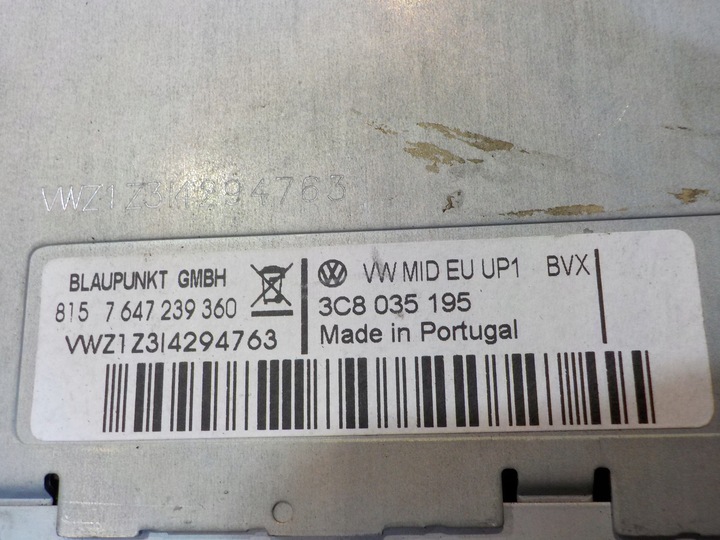 VWZ1Z3I4294763
BLAUPUNKT GMBH
815 7 647 239 360
VWZ1Z3I4294763
VW MID EU UP1 BVX
3C8 035 195
Made in Portugal